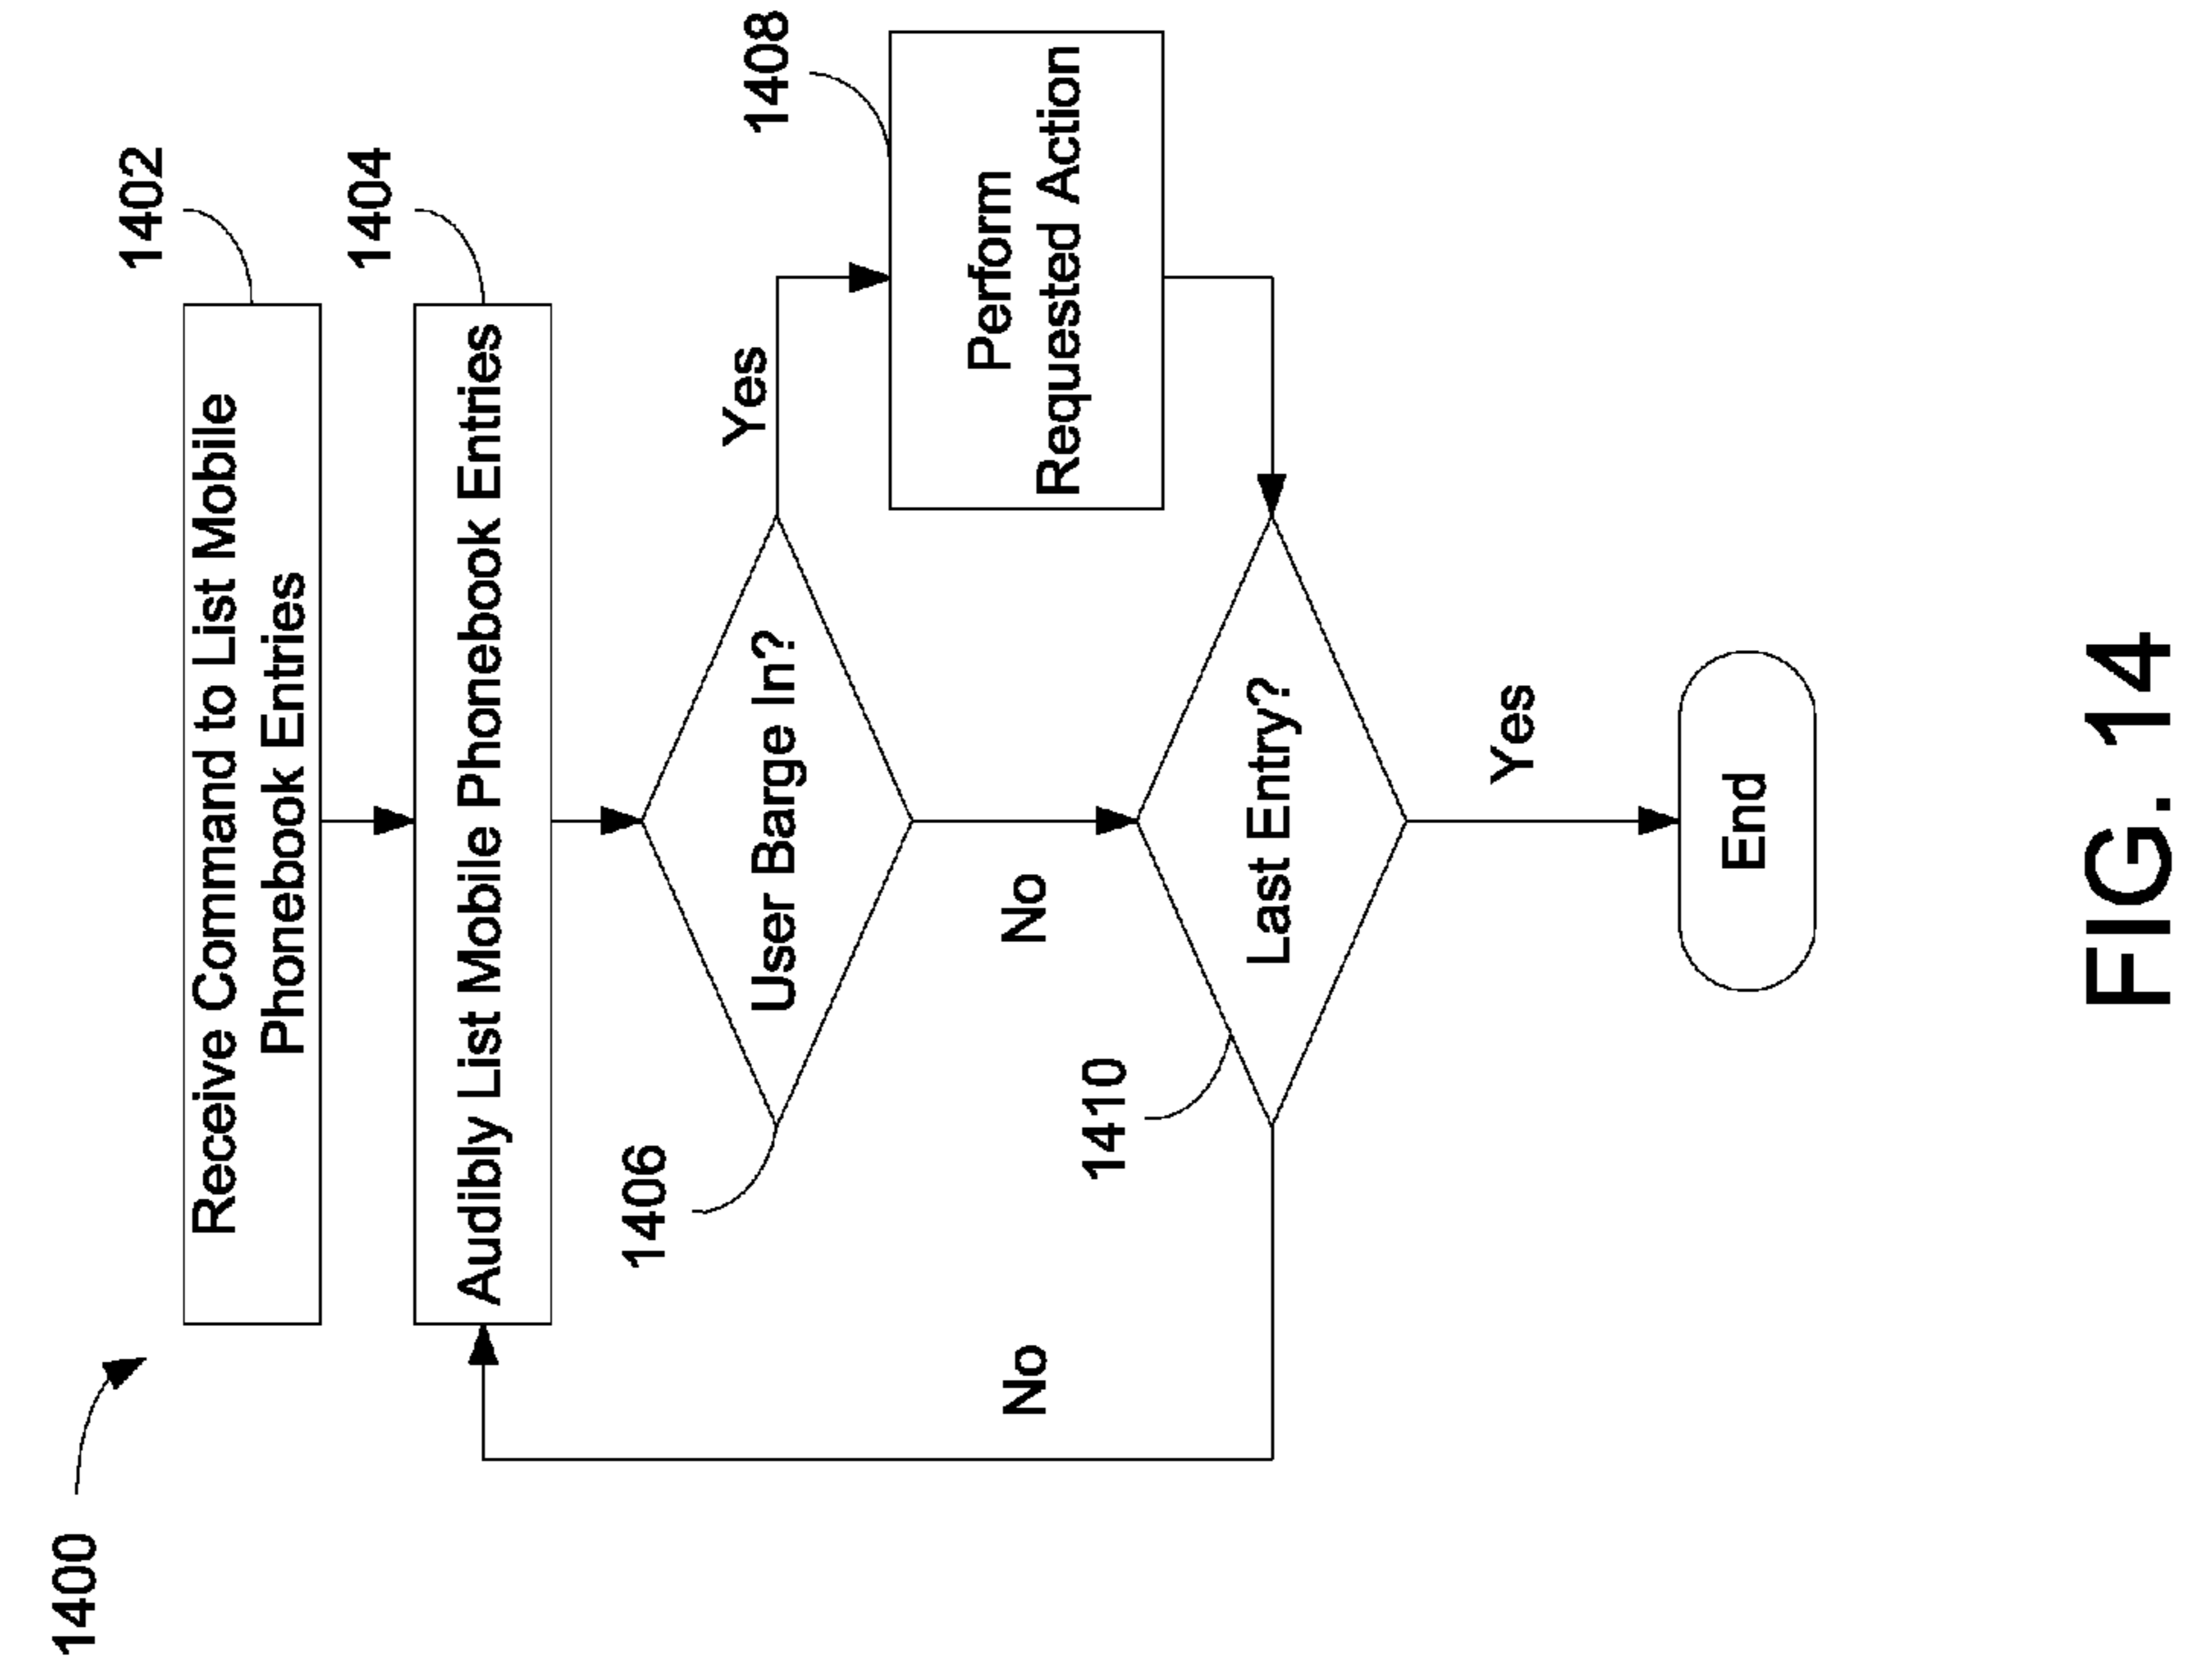 1400
1402
Receive Command to List Mobile
Phonebook Entries
1404
Audibly List Mobile Phonebook Entries
1406
User Barge In?
Yes
1408
Perform
Requested Action
No
1410
Last Entry?
No
Yes
End
FIG. 14